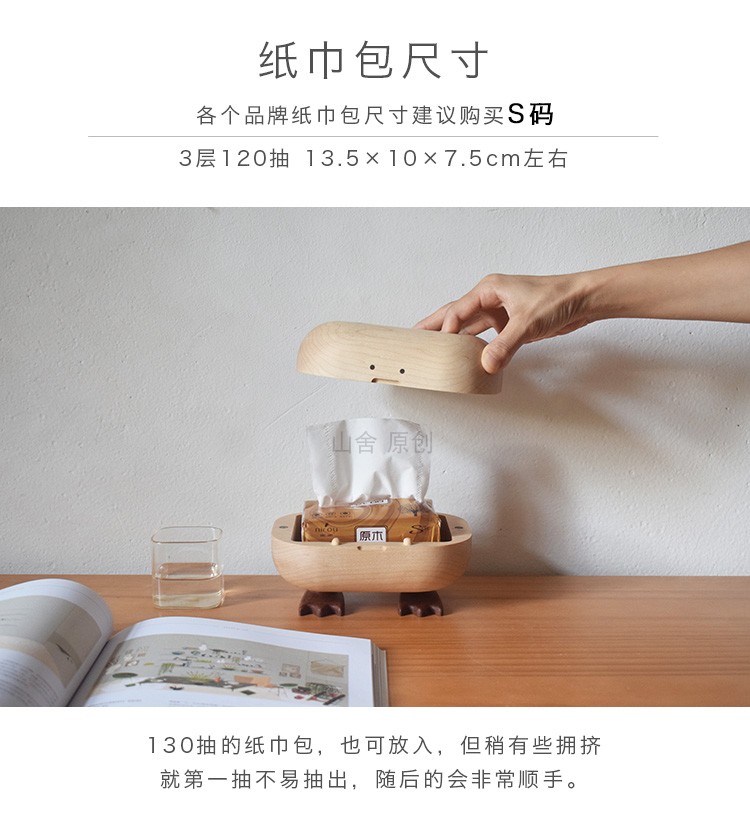 纸巾包尺寸
各个品牌纸巾包尺寸建议购买S码
3层120抽 13.5×10×7.5cm左右
山舍 原创
原木
130抽的纸巾包，也可放入，但稍有些拥挤
就第一抽不易抽出，随后的会非常顺手。